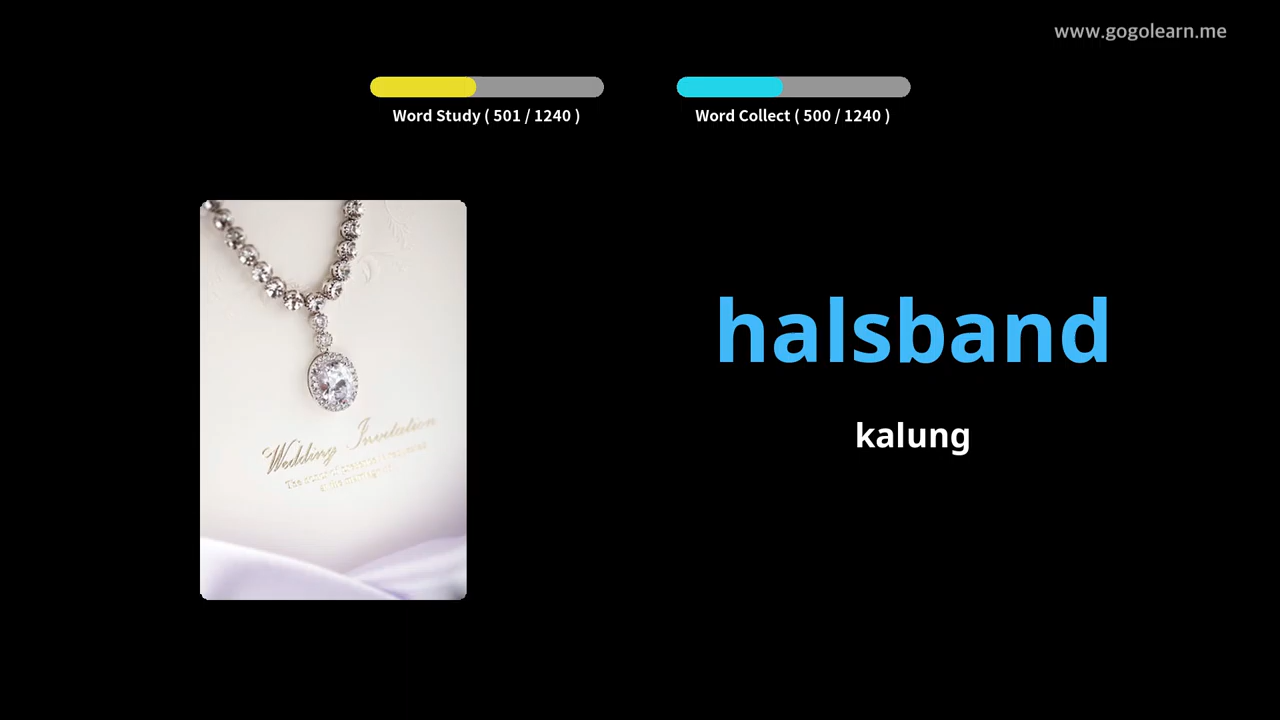 www.gogolearn.me
Word Study ( 501 / 1240 )
Word Collect ( 500 / 1240 )
halsband
kalung
Wedding Invitation